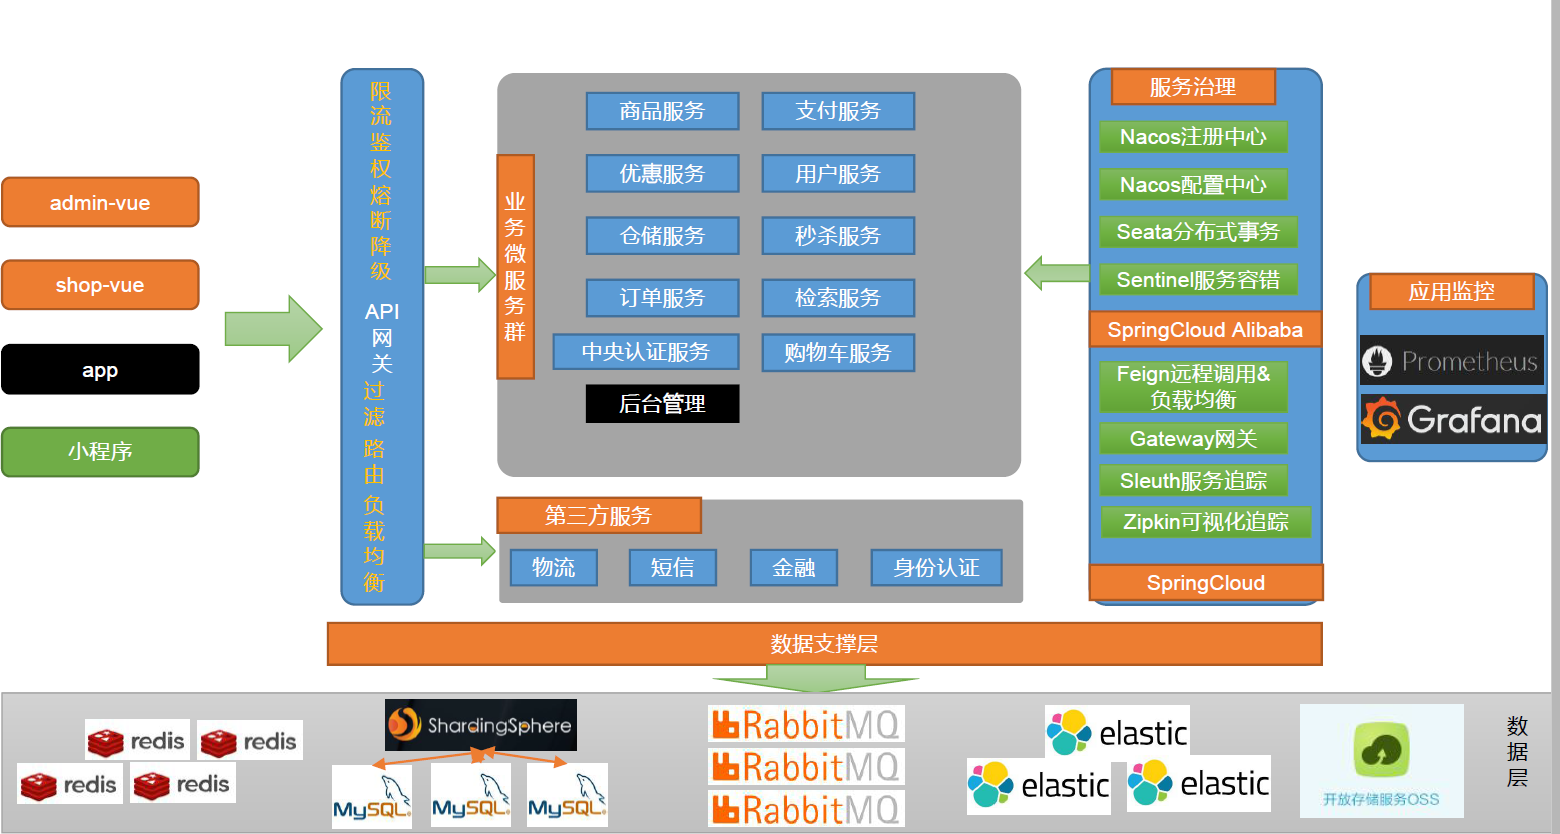 admin-vue
shop-vue
app
小程序
限流鉴权熔断降级
API
网关
过滤
路由
负载均衡
业务微服务群
商品服务
支付服务
优惠服务
用户服务
仓储服务
秒杀服务
订单服务
检索服务
中央认证服务
购物车服务
后台管理
第三方服务
物流
短信
金融
身份认证
服务治理
Nacos注册中心
Nacos配置中心
Seata分布式事务
Sentinel服务容错
SpringCloud Alibaba
Feign远程调用&
负载均衡
Gateway网关
Sleuth服务追踪
Zipkin可视化追踪
SpringCloud
应用监控
Prometheus
Grafana
数据支撑层
redis
redis
redis
redis
ShardingSphere
MySQL
MySQL
MySQL
RabbitMQ
RabbitMQ
RabbitMQ
elastic
elastic
elastic
开放存储服务OSS
数据层